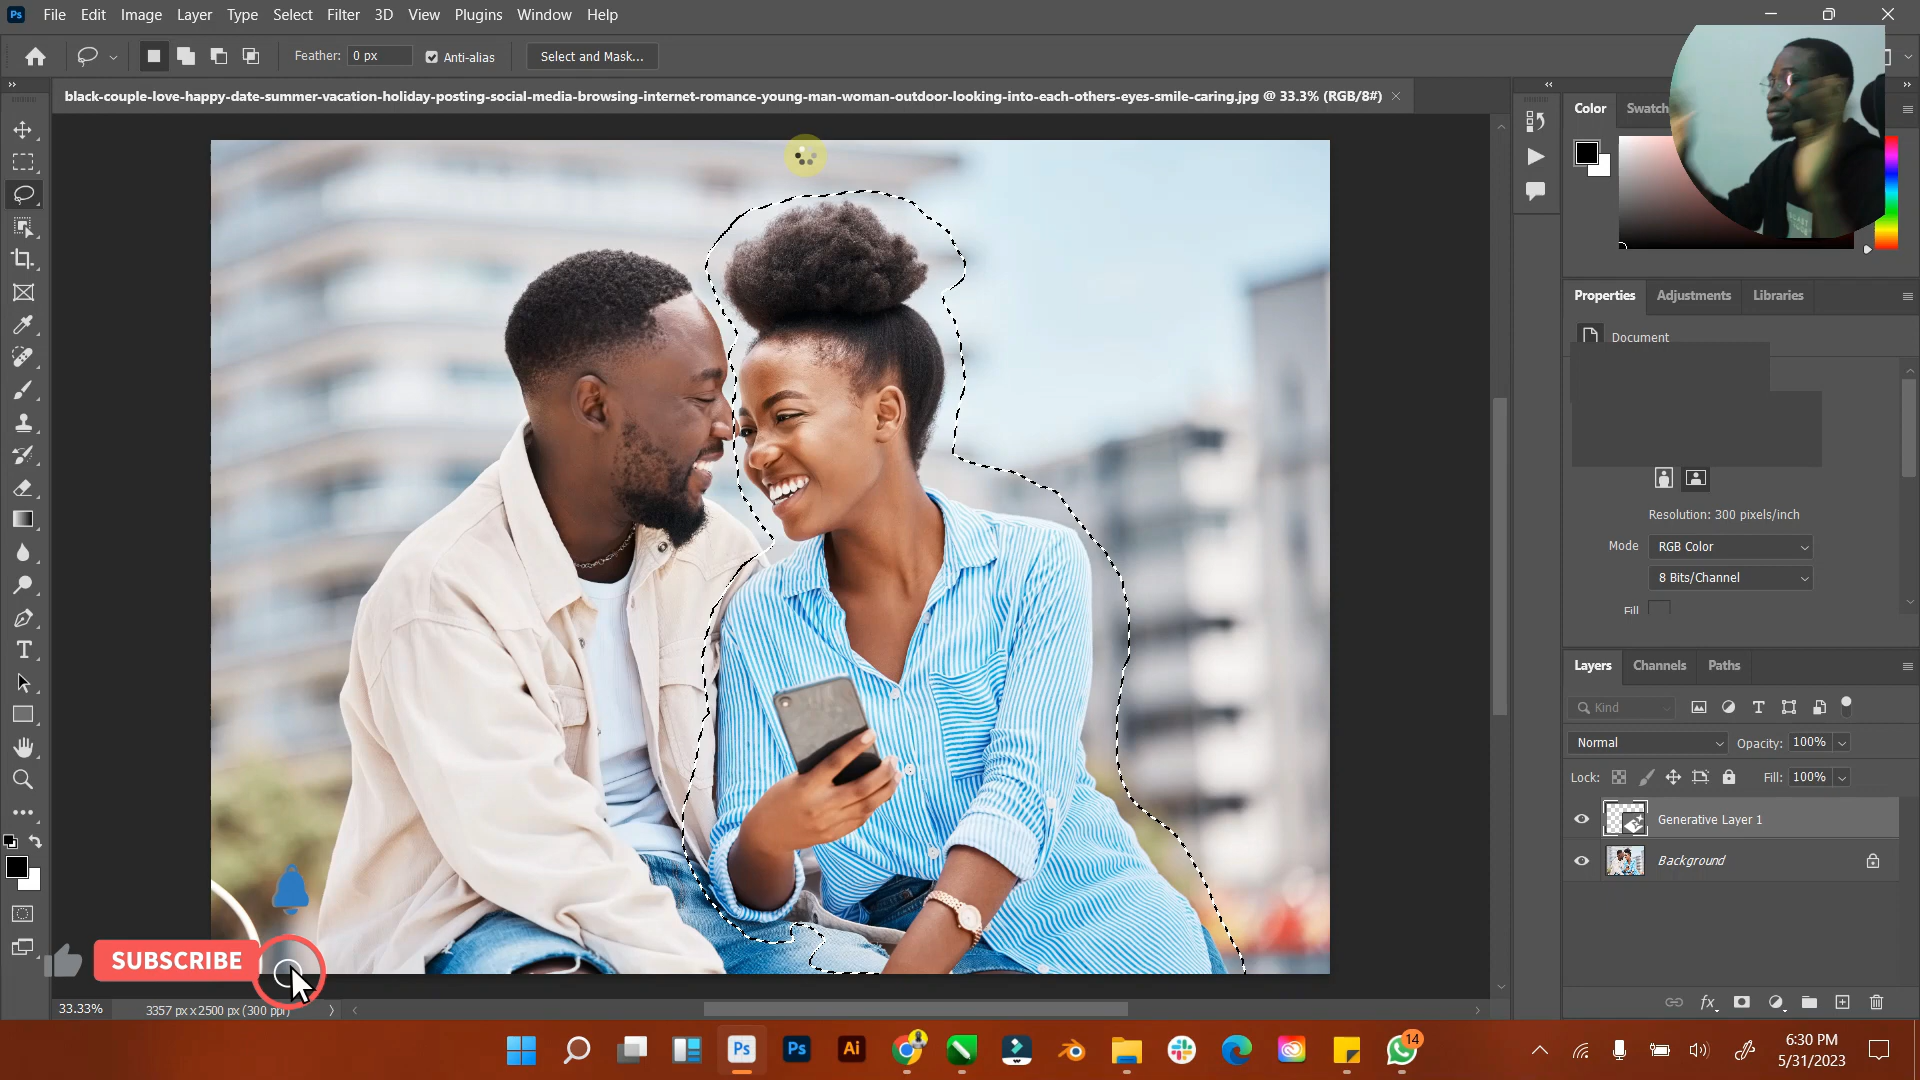 Ps File Edit Image Layer Type Select Filter 3D View Plugins Window Help
Feather: 0 px Anti-alias Select and Mask...
black-couple-love-happy-date-summer-vacation-holiday-posting-social-media-browsing-internet-romance-young-man-woman-outdoor-looking-into-each-others-eyes-smile-caring.jpg @ 33.3% (RGB/8#)
Color Swatch
Properties Adjustments Libraries
Document
Resolution: 300 pixels/inch
Mode RGB Color
8 Bits/Channel
Fill
Layers Channels Paths
Kind
Normal Opacity: 100%
Lock: Fill: 100%
Generative Layer 1
Background
fx
SUBSCRIBE
33.33% 3357 px x 2500 px (300 ppi)
Ps Ps Ai 14
6:30 PM
5/31/2023